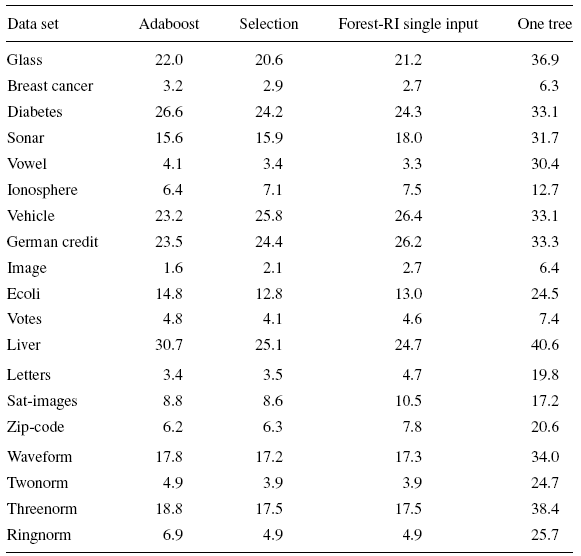 Data set Adaboost Selection Forest-RI single input One tree
Glass 22.0 20.6 21.2 36.9
Breast cancer 3.2 2.9 2.7 6.3
Diabetes 26.6 24.2 24.3 33.1
Sonar 15.6 15.9 18.0 31.7
Vowel 4.1 3.4 3.3 30.4
Ionosphere 6.4 7.1 7.5 12.7
Vehicle 23.2 25.8 26.4 33.1
German credit 23.5 24.4 26.2 33.3
Image 1.6 2.1 2.7 6.4
Ecoli 14.8 12.8 13.0 24.5
Votes 4.8 4.1 4.6 7.4
Liver 30.7 25.1 24.7 40.6
Letters 3.4 3.5 4.7 19.8
Sat-images 8.8 8.6 10.5 17.2
Zip-code 6.2 6.3 7.8 20.6
Waveform 17.8 17.2 17.3 34.0
Twonorm 4.9 3.9 3.9 24.7
Threenorm 18.8 17.5 17.5 38.4
Ringnorm 6.9 4.9 4.9 25.7